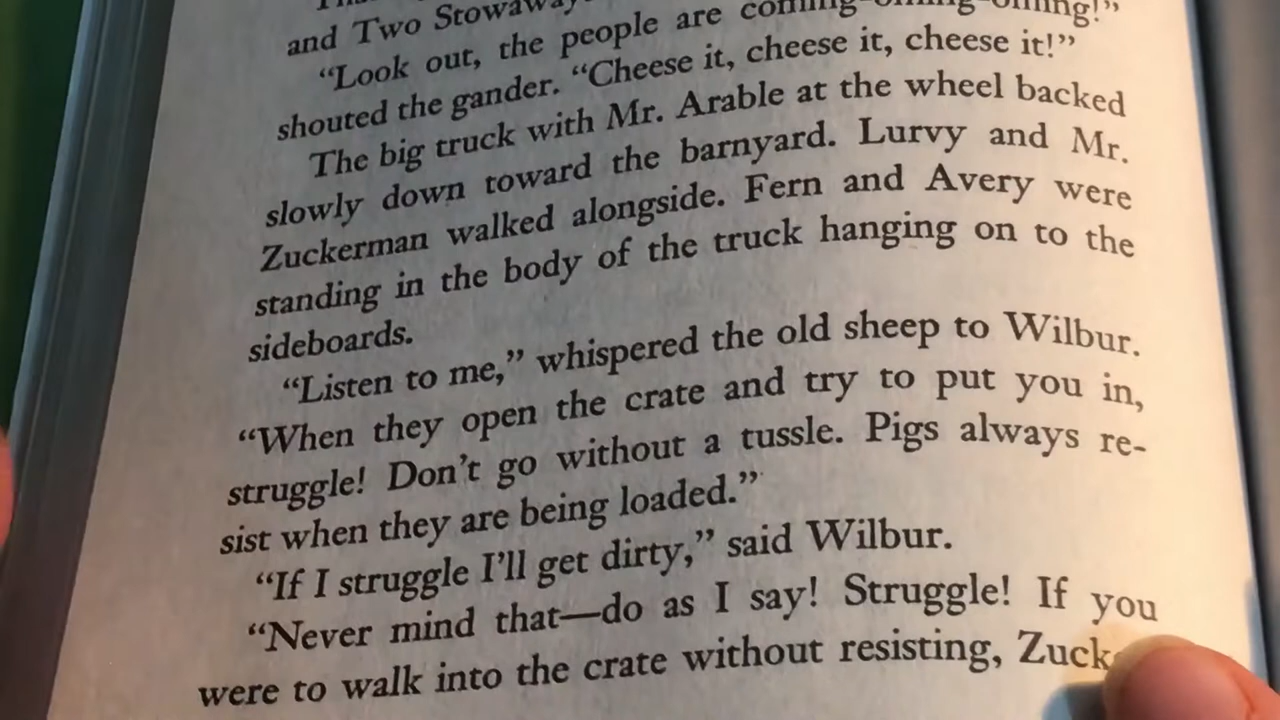 and Two Stowaways
“Look out, the people are coming-oming-oming!”
shouted the gander. “Cheese it, cheese it, cheese it!”
The big truck with Mr. Arable at the wheel backed
slowly down toward the barnyard. Lurvy and Mr.
Zuckerman walked alongside. Fern and Avery were
standing in the body of the truck hanging on to the
sideboards.
“Listen to me,” whispered the old sheep to Wilbur.
“When they open the crate and try to put you in,
struggle! Don’t go without a tussle. Pigs always re-
sist when they are being loaded.”
“If I struggle I’ll get dirty,” said Wilbur.
“Never mind that—do as I say! Struggle! If you
were to walk into the crate without resisting, Zuck